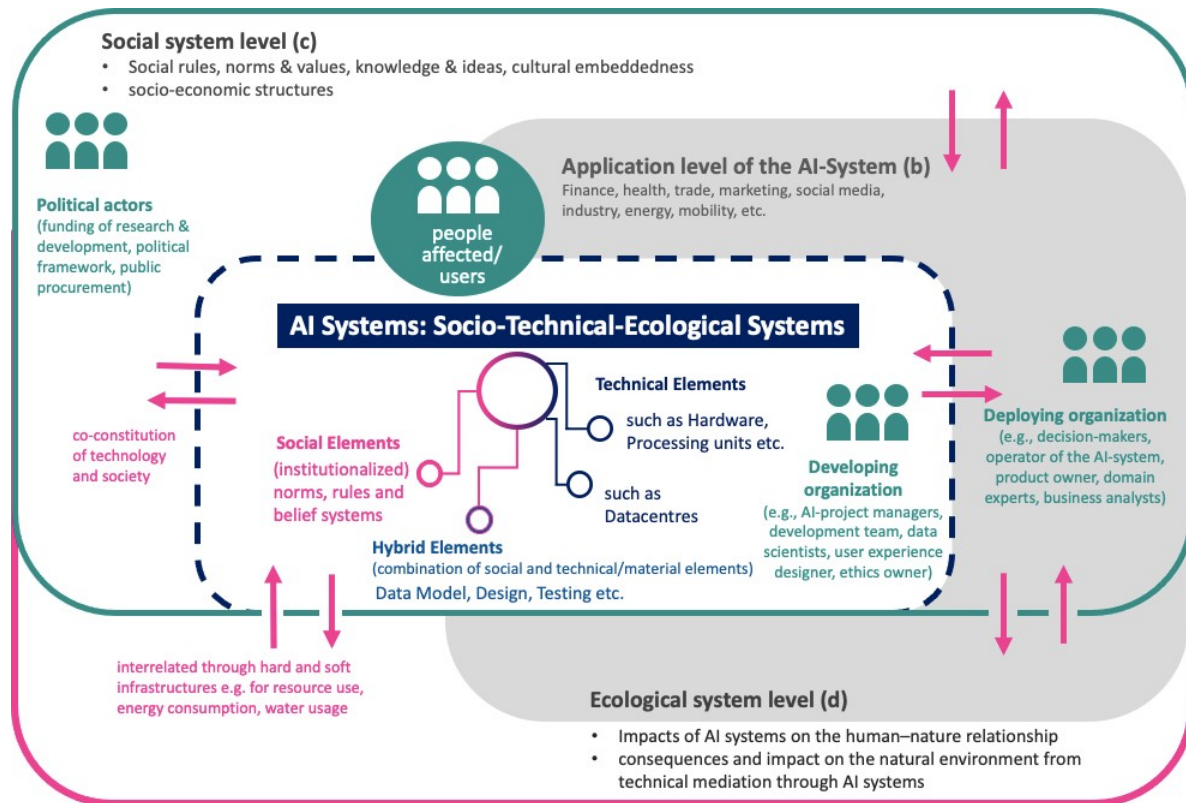 Social system level (c)
• Social rules, norms & values, knowledge & ideas, cultural embeddedness
• socio-economic structures
Political actors
(funding of research &
development, political
framework, public
procurement)
people
affected/
users
Application level of the AI-System (b)
Finance, health, trade, marketing, social media,
industry, energy, mobility, etc.
AI Systems: Socio-Technical-Ecological Systems
Technical Elements
such as Hardware,
Processing units etc.
such as
Datacentres
Social Elements
(institutionalized)
norms, rules and
belief systems
Hybrid Elements
(combination of social and technical/material elements)
Data Model, Design, Testing etc.
Developing
organization
(e.g., AI-project managers,
development team, data
scientists, user experience
designer, ethics owner)
Deploying organization
(e.g., decision-makers,
operator of the AI-system,
product owner, domain
experts, business analysts)
co-constitution
of technology
and society
interrelated through hard and soft
infrastructures e.g. for resource use,
energy consumption, water usage
Ecological system level (d)
• Impacts of AI systems on the human–nature relationship
• consequences and impact on the natural environment from
technical mediation through AI systems